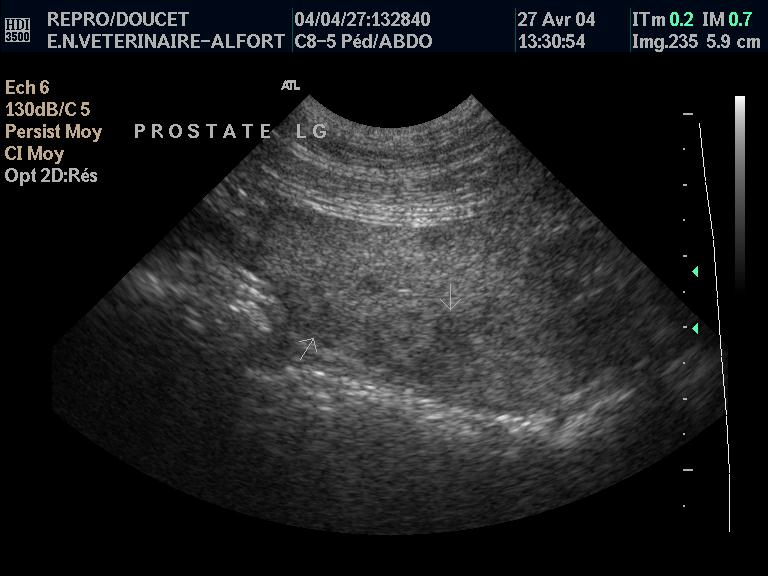 HDI
3500
REPRO/DOUCET
E.N.VETERINAIRE-ALFORT
04/04/27:132840
C8-5 Péd/ABDO
27 Avr 04
13:30:54
ITm 0.2 IM 0.7
Img.235 5.9 cm
Ech 6
130dB/C 5
Persist Moy
CI Moy
Opt 2D:Rés
ATL
PROSTATE LG